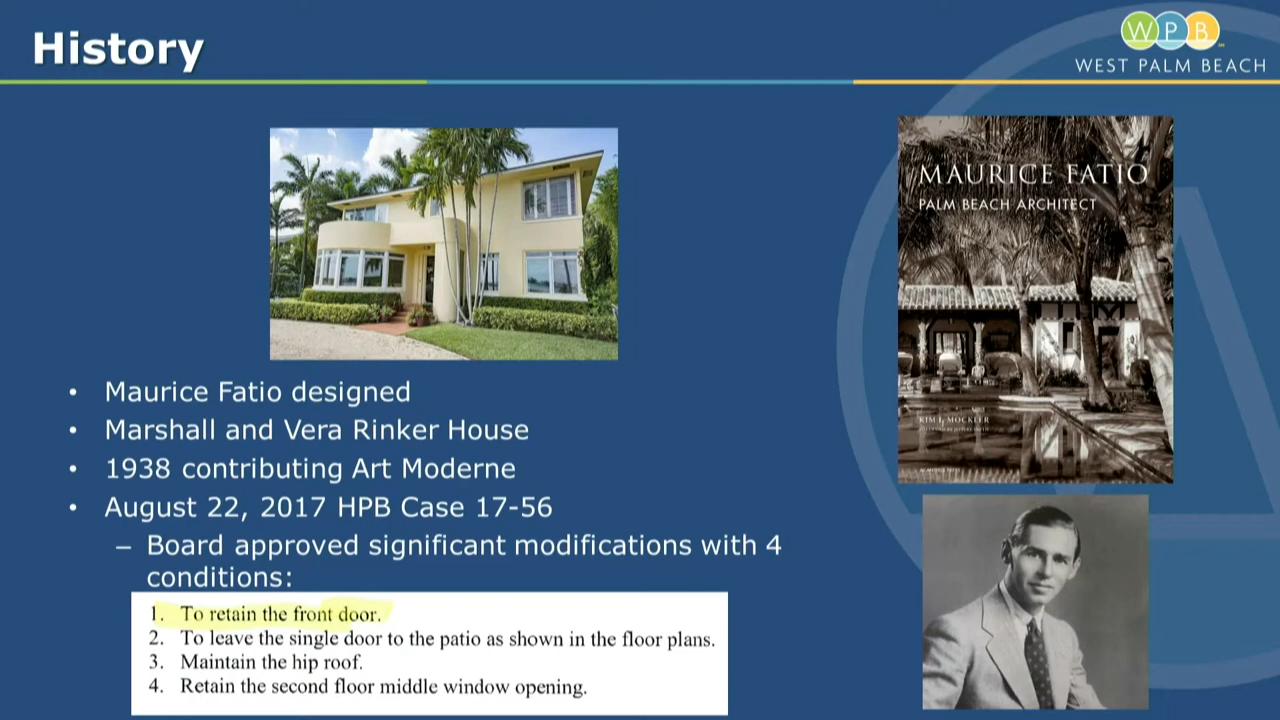 History
WPB
WEST PALM BEACH
MAURICE FATIO
PALM BEACH ARCHITECT
KIM I. MOCKLER
• Maurice Fatio designed
• Marshall and Vera Rinker House
• 1938 contributing Art Moderne
• August 22, 2017 HPB Case 17-56
– Board approved significant modifications with 4
conditions:
1. To retain the front door.
2. To leave the single door to the patio as shown in the floor plans.
3. Maintain the hip roof.
4. Retain the second floor middle window opening.